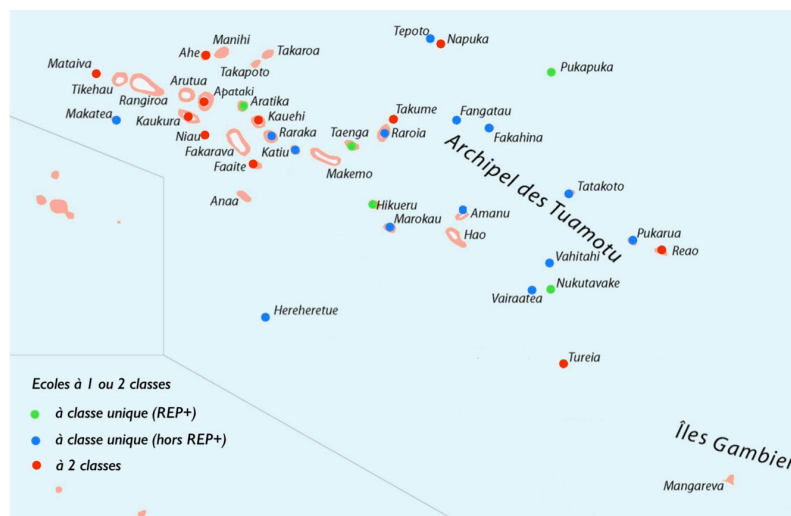 Tepoto
Napuka
Manihi
Ahe
Takaroa
Takapoto
Mataiva
Pukapuka
Tikehau
Rangiroa
Arutua
Apataki
Aratika
Makatea
Kaukura
Kauehi
Takume
Fangatau
Niau
Raraka
Taenga
Raroia
Fakahina
Fakarava
Katiu
Faaite
Makemo
Archipel des Tuamotu
Anaa
Hikueru
Tatakoto
Marokau
Amanu
Hao
Pukarua
Reao
Vahitahi
Vairaatea
Nukutavake
Hereheretue
Tureia
Ecoles à 1 ou 2 classes
à classe unique (REP+)
à classe unique (hors REP+)
à 2 classes
Îles Gambier
Mangareva